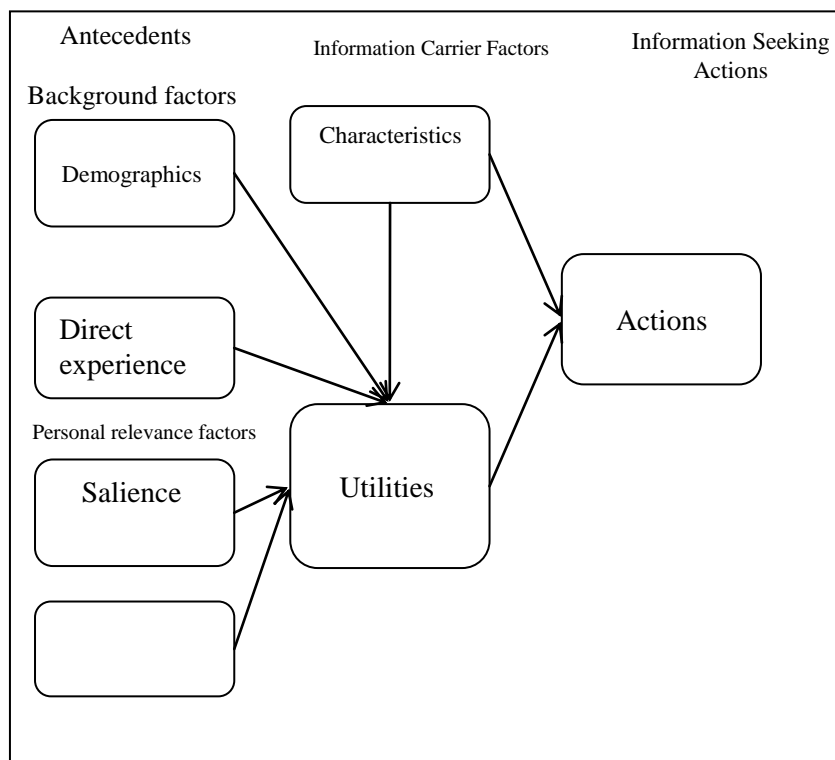 Antecedents
Information Carrier Factors
Information Seeking
Actions
Background factors
Demographics
Characteristics
Direct
experience
Actions
Personal relevance factors
Salience
Utilities